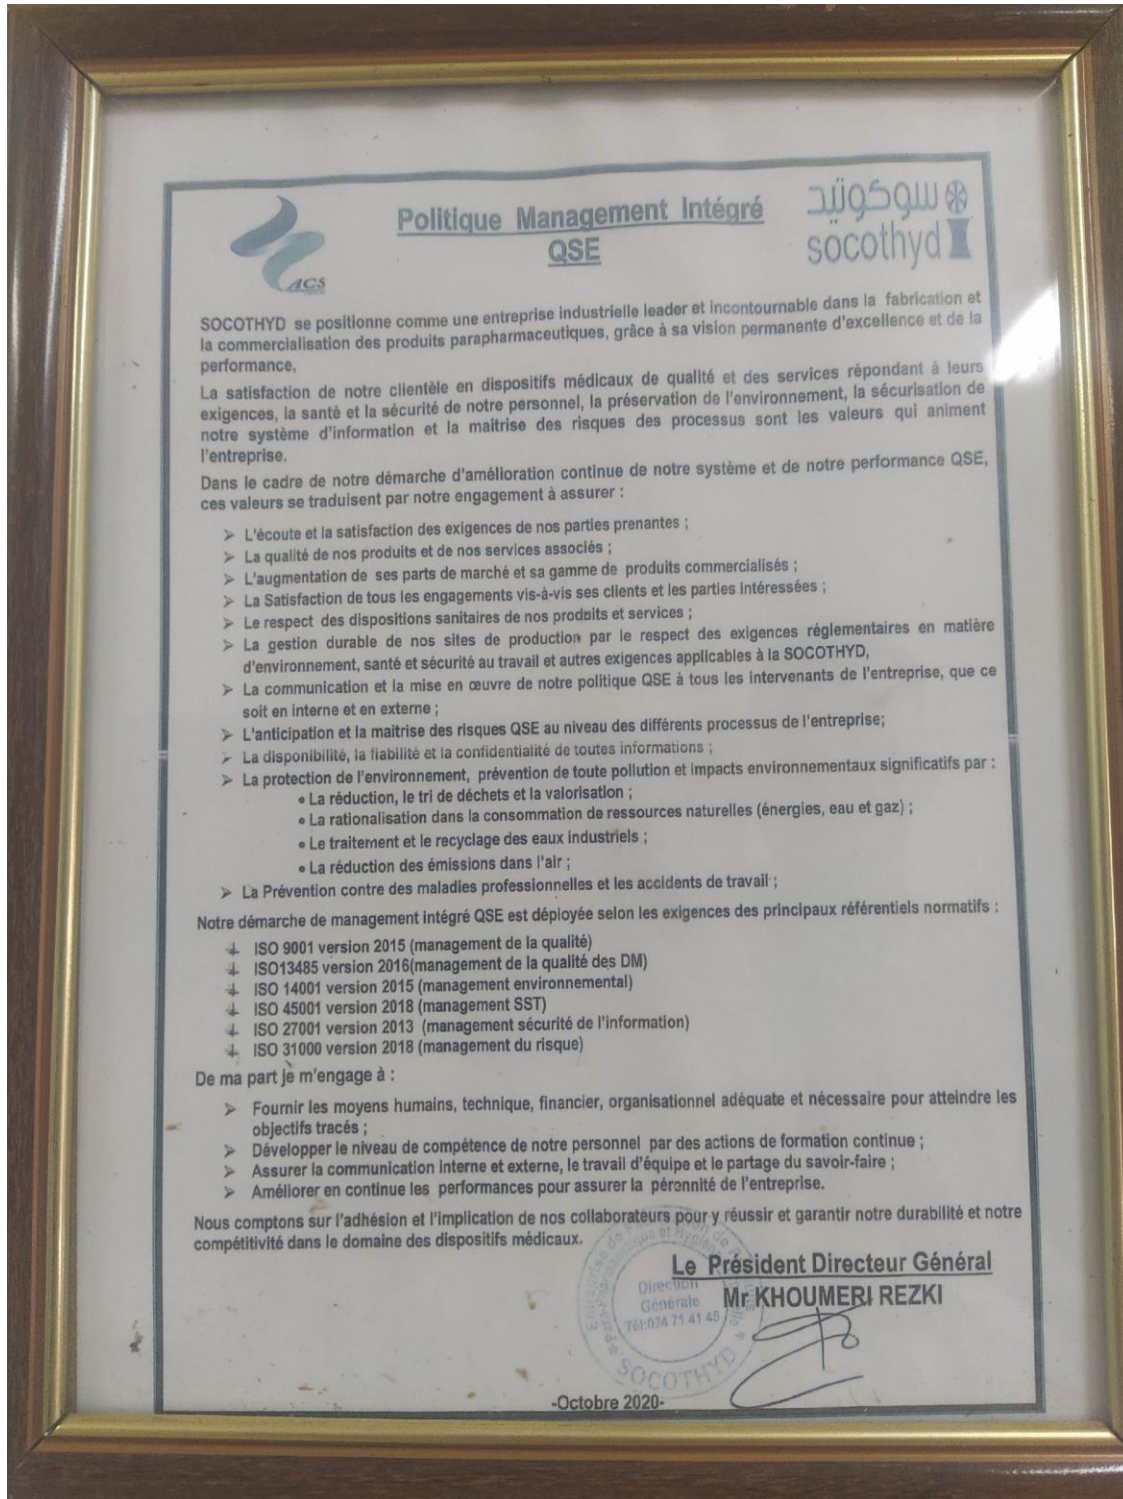 ACS
Politique Management Intégré
QSE
سوكوتيد
socothyd
SOCOTHYD se positionne comme une entreprise industrielle leader et incontournable dans la fabrication et
la commercialisation des produits parapharmaceutiques, grâce à sa vision permanente d'excellence et de la
performance,
La satisfaction de notre clientèle en dispositifs médicaux de qualité et des services répondant à leurs
exigences, la santé et la sécurité de notre personnel, la préservation de l'environnement, la sécurisation de
notre système d'information et la maitrise des risques des processus sont les valeurs qui animent
l'entreprise.
Dans le cadre de notre démarche d'amélioration continue de notre système et de notre performance QSE,
ces valeurs se traduisent par notre engagement à assurer :
➢ L'écoute et la satisfaction des exigences de nos parties prenantes ;
➢ La qualité de nos produits et de nos services associés ;
➢ L'augmentation de ses parts de marché et sa gamme de produits commercialisés ;
➢ La Satisfaction de tous les engagements vis-à-vis ses clients et les parties Intéressées ;
➢ Le respect des dispositions sanitaires de nos produits et services ;
➢ La gestion durable de nos sites de production par le respect des exigences réglementaires en matière
d'environnement, santé et sécurité au travail et autres exigences applicables à la SOCOTHYD,
➢ La communication et la mise en œuvre de notre politique QSE à tous les intervenants de l'entreprise, que ce
soit en interne et en externe ;
➢ L'anticipation et la maitrise des risques QSE au niveau des différents processus de l'entreprise;
➢ La disponibilité, la fiabilité et la confidentialité de toutes informations ;
➢ La protection de l'environnement, prévention de toute pollution et impacts environnementaux significatifs par :
• La réduction, le tri de déchets et la valorisation ;
• La rationalisation dans la consommation de ressources naturelles (énergies, eau et gaz) ;
• Le traitement et le recyclage des eaux industriels ;
• La réduction des émissions dans l'air ;
➢ La Prévention contre des maladies professionnelles et les accidents de travail ;
Notre démarche de management intégré QSE est déployée selon les exigences des principaux référentiels normatifs :
ISO 9001 version 2015 (management de la qualité)
ISO13485 version 2016(management de la qualité des DM)
ISO 14001 version 2015 (management environnemental)
ISO 45001 version 2018 (management SST)
ISO 27001 version 2013 (management sécurité de l'information)
ISO 31000 version 2018 (management du risque)
De ma part je m'engage à :
➢ Fournir les moyens humains, technique, financier, organisationnel adéquate et nécessaire pour atteindre les
objectifs tracés ;
➢ Développer le niveau de compétence de notre personnel par des actions de formation continue ;
➢ Assurer la communication interne et externe, le travail d'équipe et le partage du savoir-faire ;
➢ Améliorer en continue les performances pour assurer la pérennité de l'entreprise.
Nous comptons sur l'adhésion et l'implication de nos collaborateurs pour y réussir et garantir notre durabilité et notre
compétitivité dans le domaine des dispositifs médicaux.
Le Président Directeur Général
Mr KHOUMERI REZKI
Direction
Générale
Tél:024 71 41 45
SOCOTHYD
-Octobre 2020-